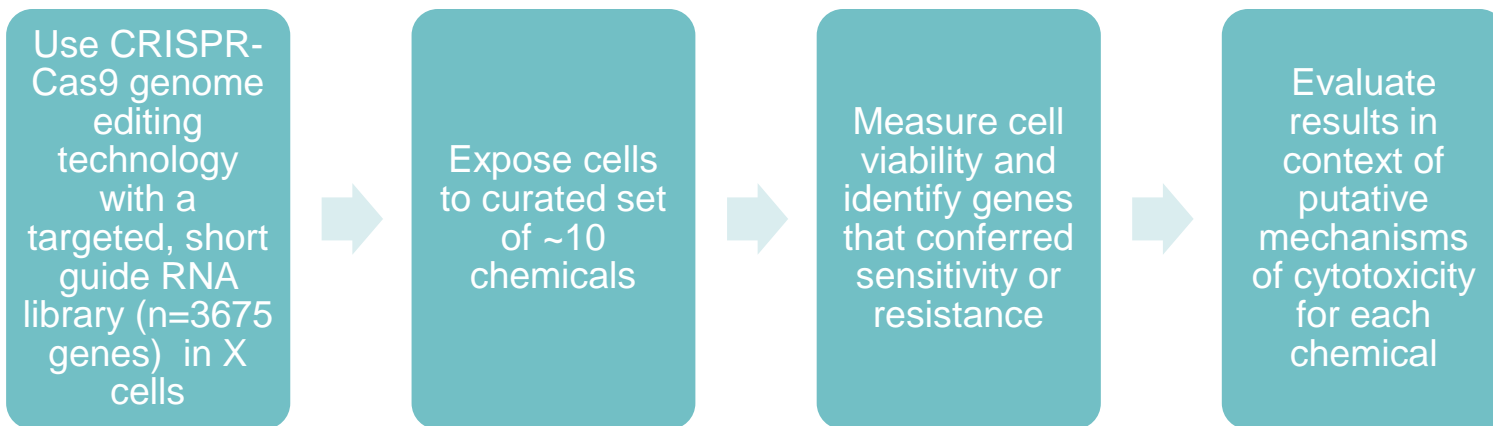 Use CRISPR-
Cas9 genome
editing
technology
with a
targeted, short
guide RNA
library (n=3675
genes)  in X
cells
Expose cells
to curated set
of ~10
chemicals
Measure cell
viability and
identify genes
that conferred
sensitivity or
resistance
Evaluate
results in
context of
putative
mechanisms
of cytotoxicity
for each
chemical